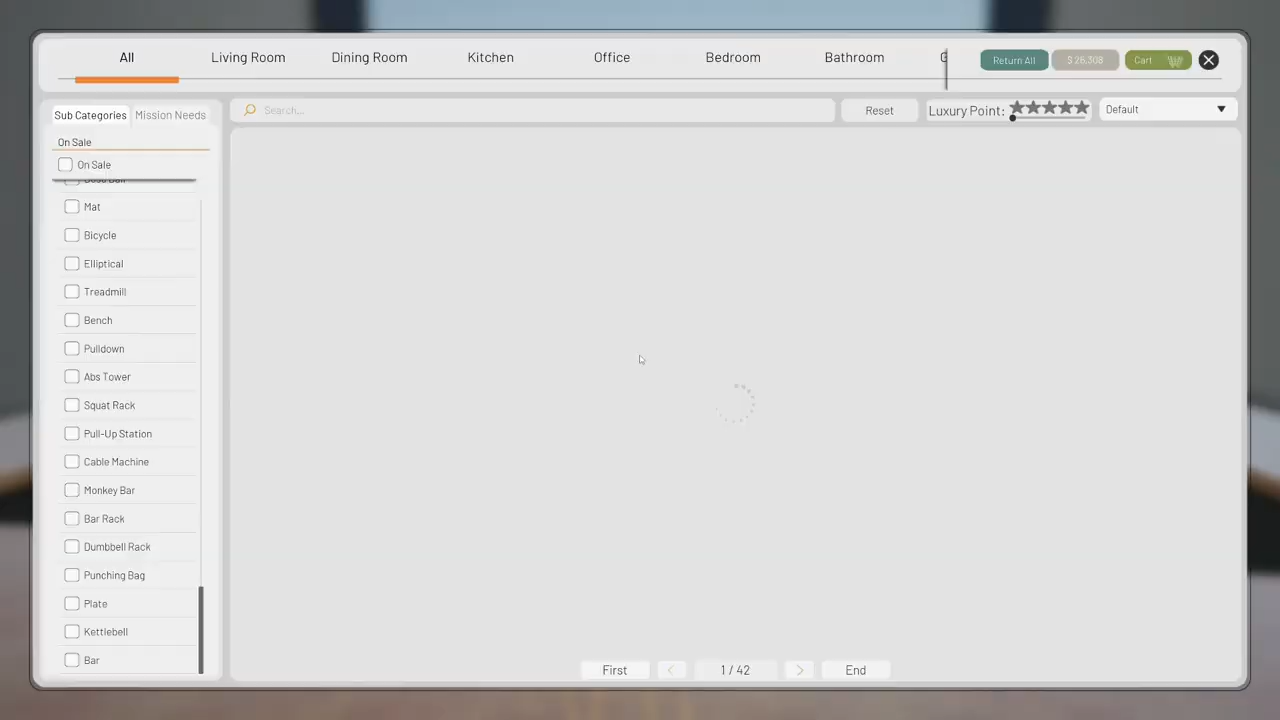 All
Living Room
Dining Room
Kitchen
Office
Bedroom
Bathroom
Return All
$ 26,308
Cart
Sub Categories
Mission Needs
Search...
Reset
Luxury Point:
Default
On Sale
On Sale
Mat
Bicycle
Elliptical
Treadmill
Bench
Pulldown
Abs Tower
Squat Rack
Pull-Up Station
Cable Machine
Monkey Bar
Bar Rack
Dumbbell Rack
Punching Bag
Plate
Kettlebell
Bar
First
<
1 / 42
>
End